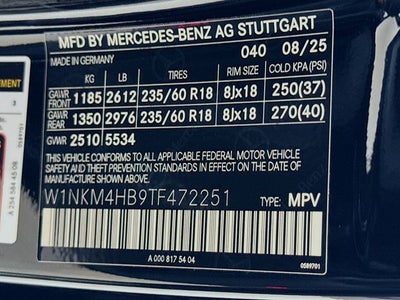 MFD BY MERCEDES-BENZ AG STUTTGART
MADE IN GERMANY 040 08/25
KG LB TIRES RIMS COLD KPA(PSI)
GAWR FRONT 1185 2612 235/60 R18 8Jx18 250(37)
GAWR REAR 1350 2976 235/60 R18 8Jx18 270(40)
GVWR 2510 5534
THIS VEHICLE CONFORMS TO ALL APPLICABLE FEDERAL MOTOR VEHICLE
SAFETY AND THEFT PREVENTION STANDARDS IN EFFECT ON THE DATE OF
MANUFACTURE SHOWN ABOVE.
W1NKM4HB9TF472251 TYPE: MPV
A 000 817 54 04
0589701
3